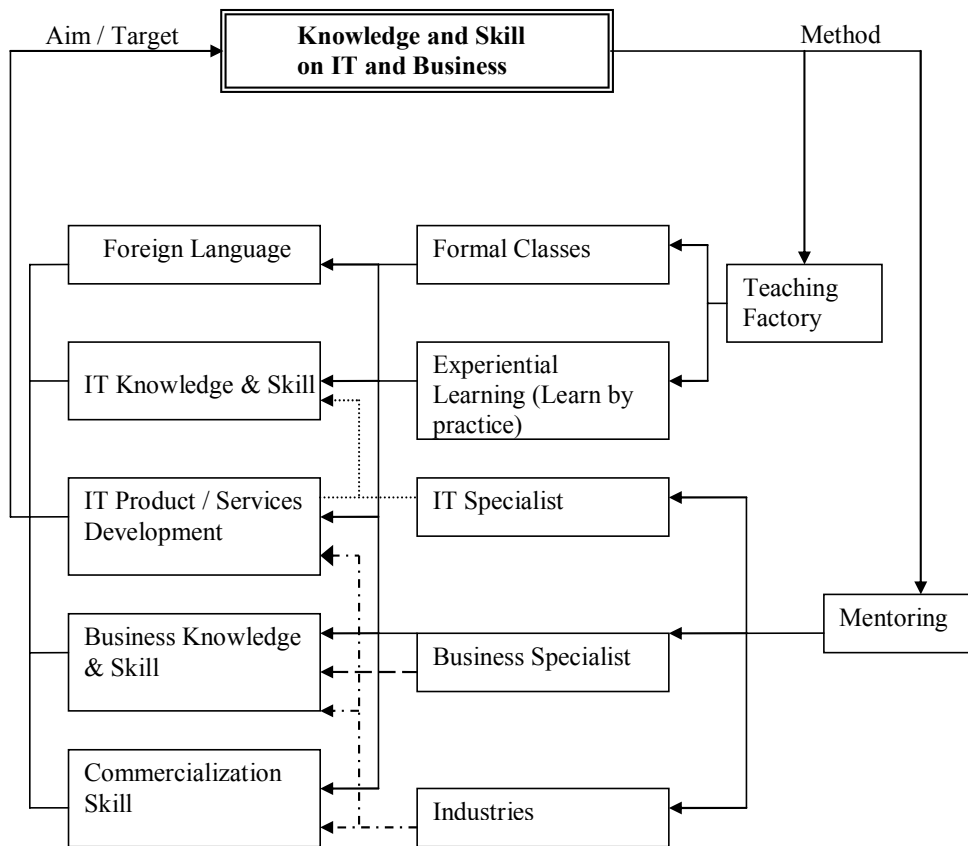 Aim / Target
Knowledge and Skill
on IT and Business
Method
Foreign Language
Formal Classes
Teaching
Factory
IT Knowledge & Skill
Experiential
Learning (Learn by
practice)
IT Product / Services
Development
IT Specialist
Mentoring
Business Knowledge
& Skill
Business Specialist
Commercialization
Skill
Industries